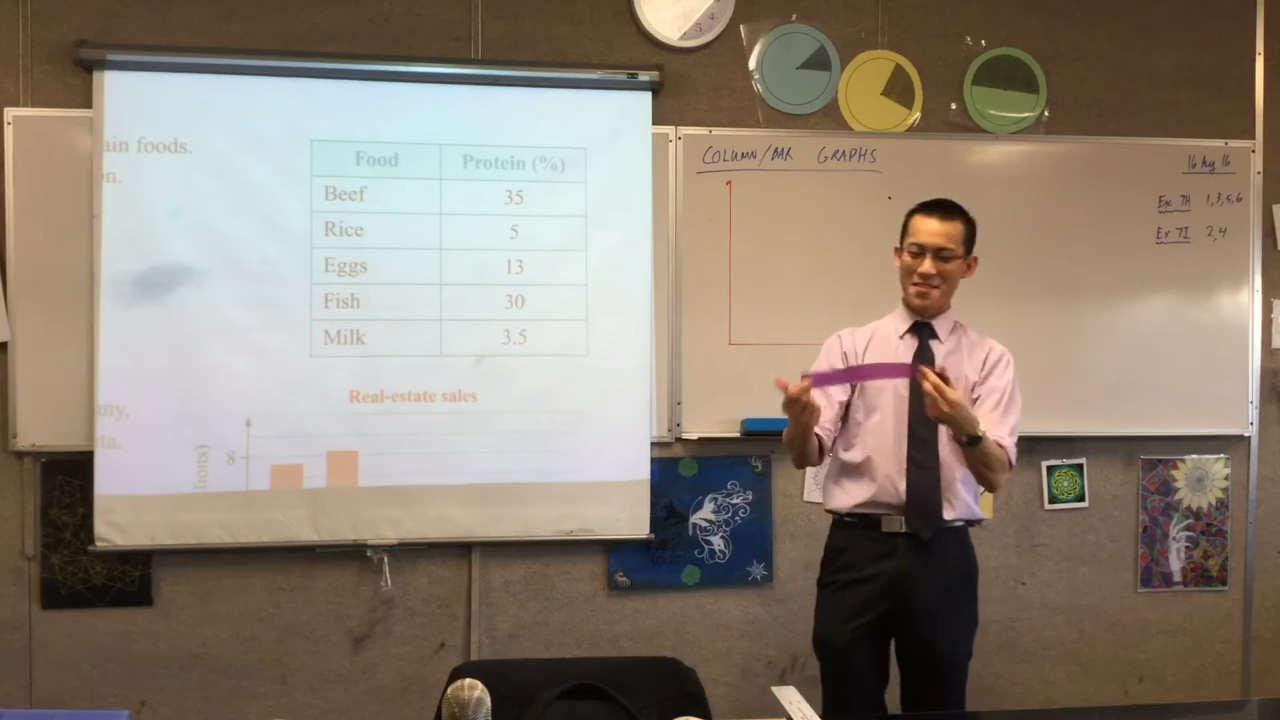 ain foods.
n.
Food Protein (%)
Beef 35
Rice 5
Eggs 13
Fish 30
Milk 3.5
Real-estate sales
8
COLUMN/BAR GRAPHS
16 Aug 16
Ex 7H 1,3,5,6
Ex 7I 2,4